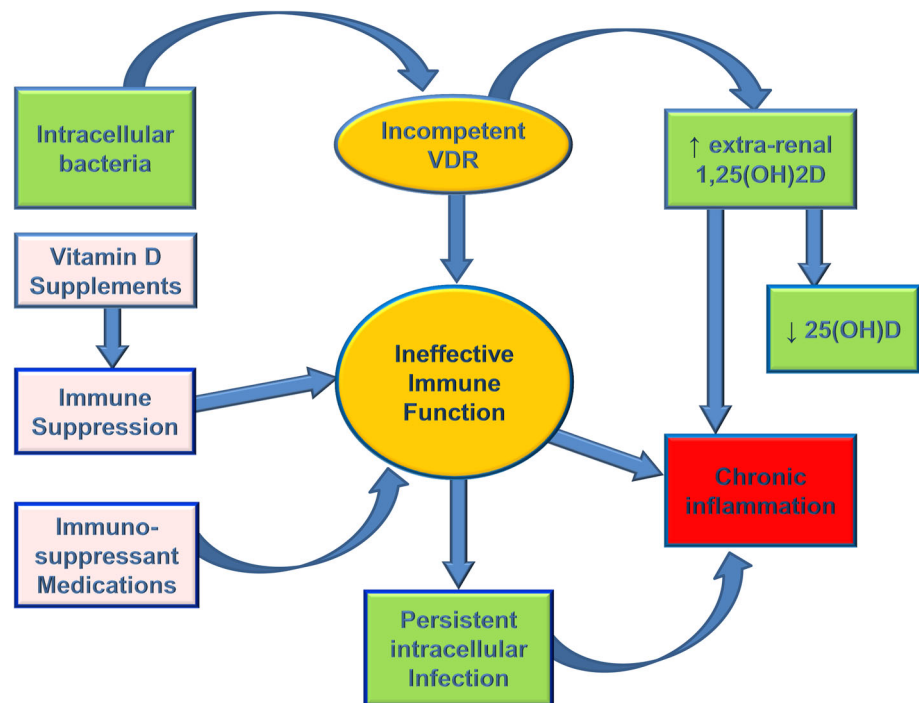 Intracellular
bacteria
Incompetent
VDR
↑ extra-renal
1,25(OH)2D
Vitamin D
Supplements
↓ 25(OH)D
Ineffective
Immune
Function
Immune
Suppression
Chronic
inflammation
Immuno-
suppressant
Medications
Persistent
intracellular
Infection